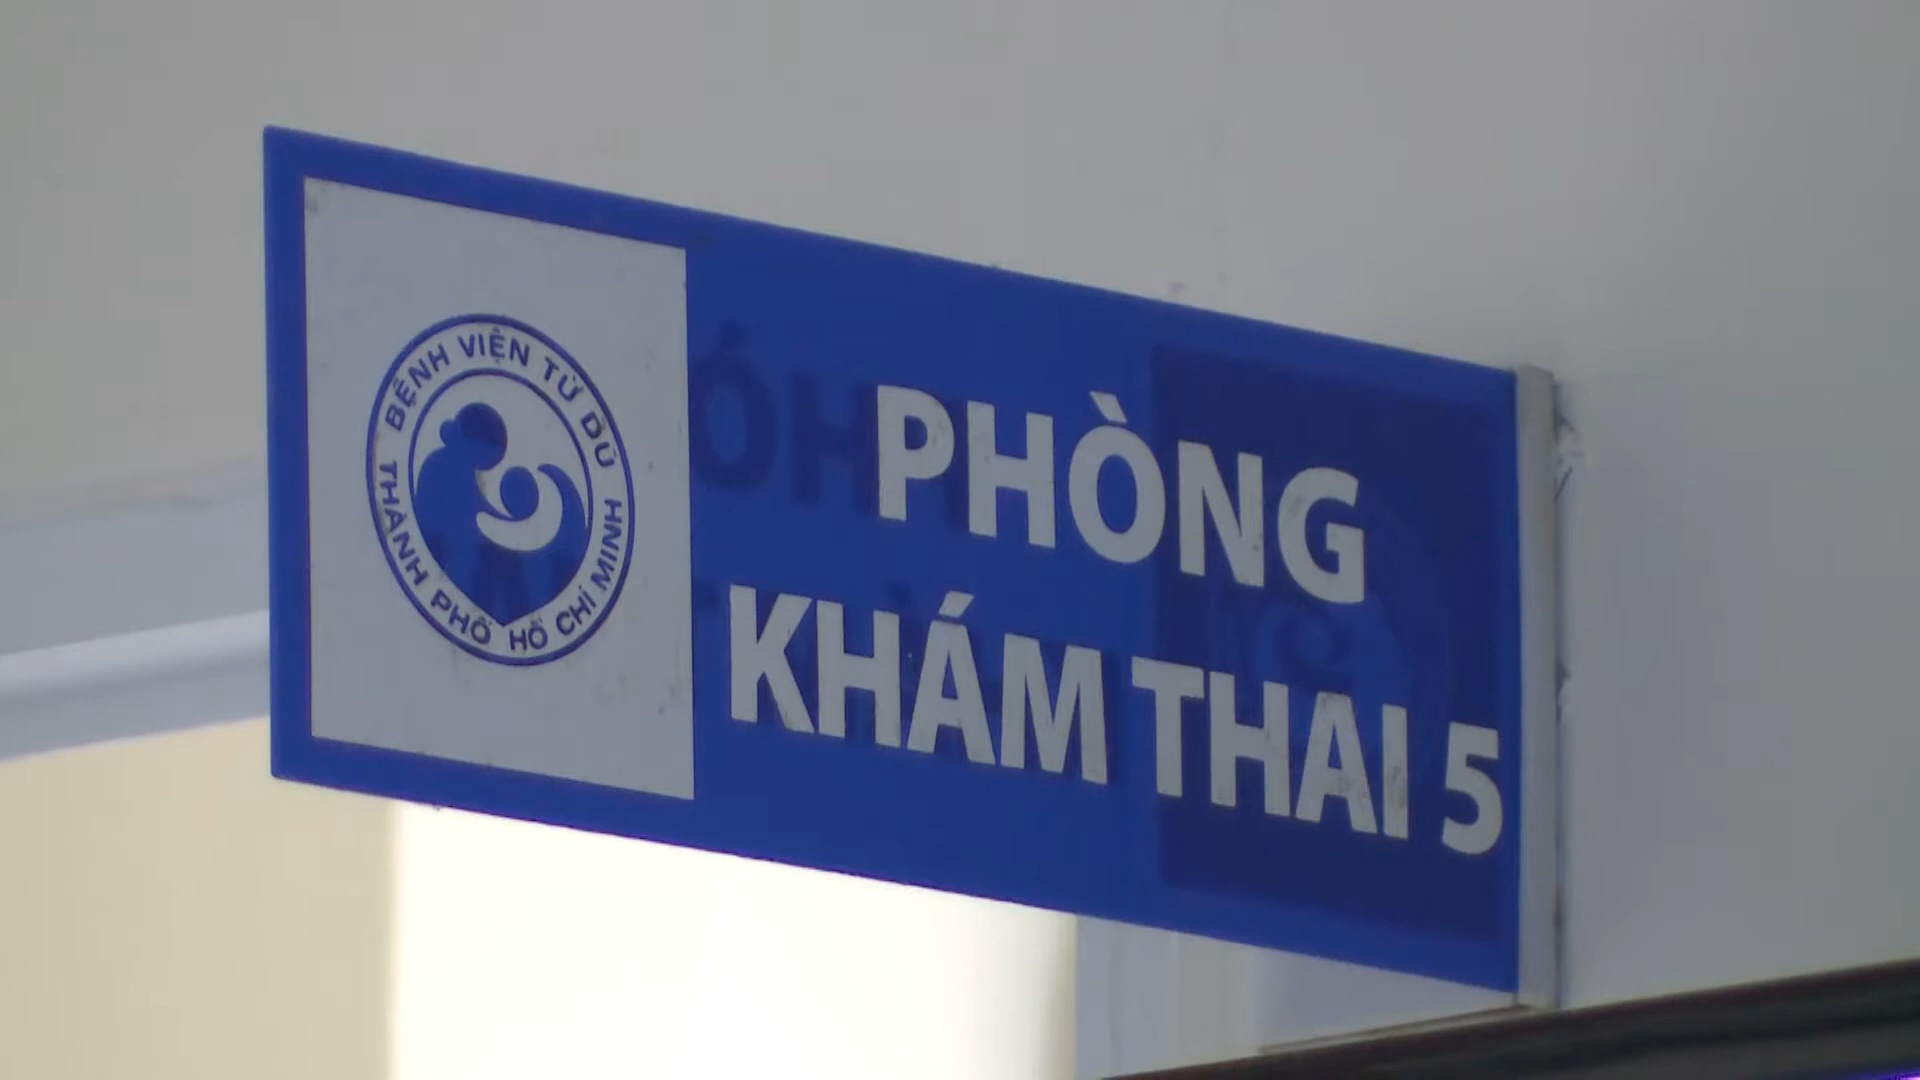 BỆNH VIỆN TỪ DŨ
THÀNH PHỐ HỒ CHÍ MINH
PHÒNG
KHÁM THAI 5